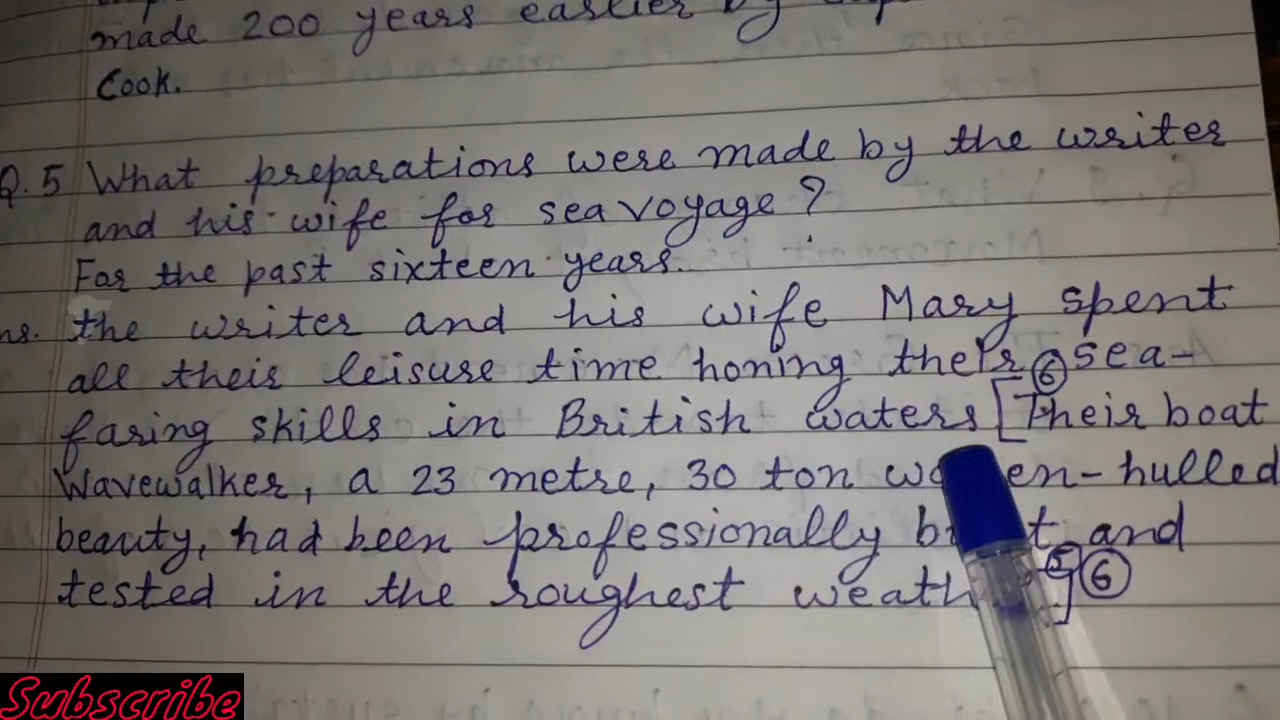 made 200 years earlier by
Cook.
Q.5 What preparations were made by the writer
and his wife for sea voyage?
For the past sixteen years.
ns. the writer and his wife Mary spent
all their leisure time honing their ⑥ sea-
faring skills in British waters [Their boat
Wavewalker, a 23 metre, 30 ton en-hulled
beauty, had been professionally and
tested in the roughest ] ⑥
Subscribe